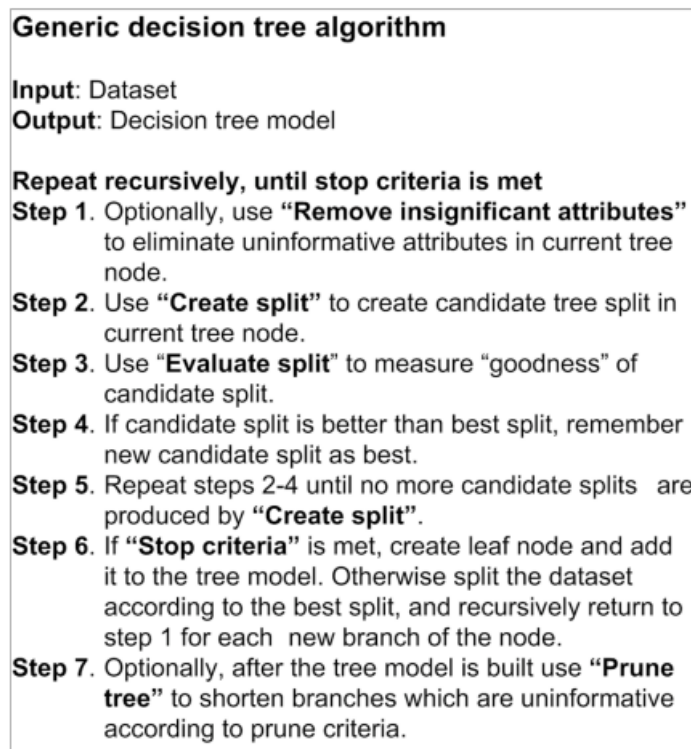 Generic decision tree algorithm
Input: Dataset
Output: Decision tree model
Repeat recursively, until stop criteria is met
Step 1. Optionally, use “Remove insignificant attributes”
to eliminate uninformative attributes in current tree
node.
Step 2. Use “Create split” to create candidate tree split in
current tree node.
Step 3. Use “Evaluate split” to measure “goodness” of
candidate split.
Step 4. If candidate split is better than best split, remember
new candidate split as best.
Step 5. Repeat steps 2-4 until no more candidate splits are
produced by “Create split”.
Step 6. If “Stop criteria” is met, create leaf node and add
it to the tree model. Otherwise split the dataset
according to the best split, and recursively return to
step 1 for each new branch of the node.
Step 7. Optionally, after the tree model is built use “Prune
tree” to shorten branches which are uninformative
according to prune criteria.